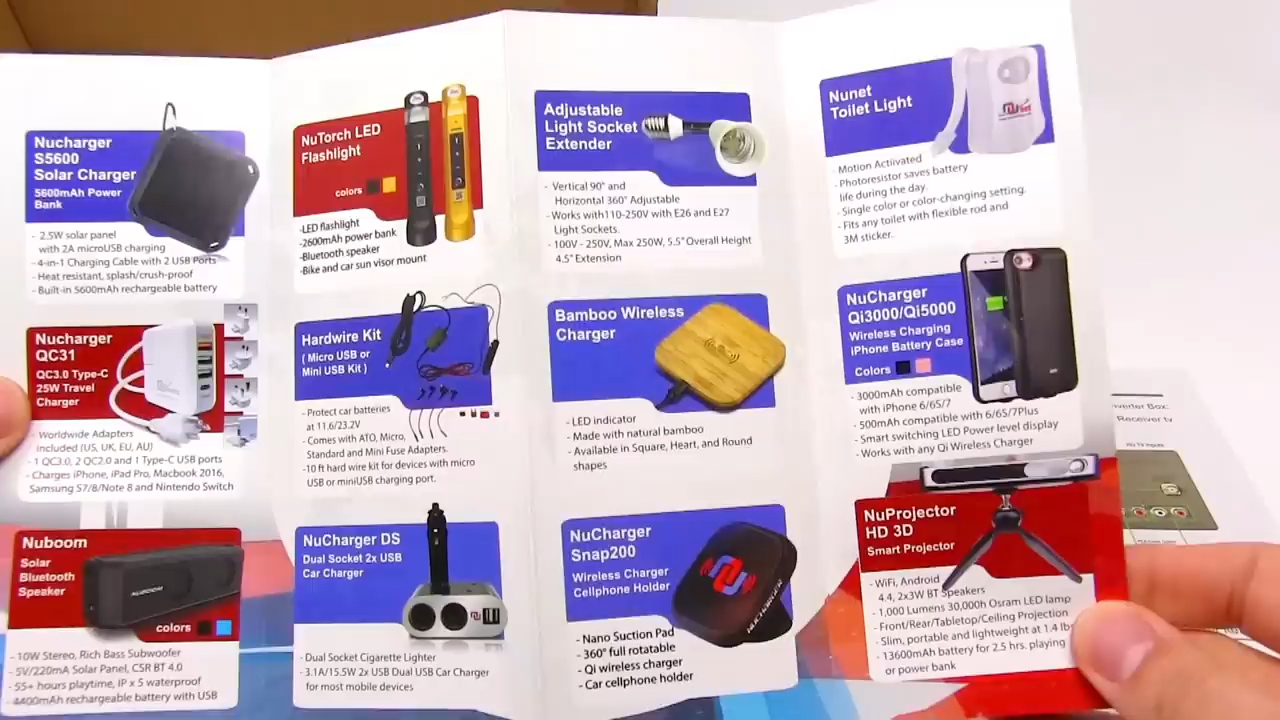 Nucharger
S5600
Solar Charger
5600mAh Power
Bank
- 2.5W solar panel
with 2A microUSB charging
- 4-in-1 Charging Cable with 2 USB Ports
- Heat resistant, splash/crush-proof
- Built-in 5600mAh rechargeable battery
Nucharger
QC31
QC3.0 Type-C
25W Travel
Charger
- Worldwide Adapters
included (US, UK, EU, AU)
- 1 QC3.0, 2 QC2.0 and 1 Type-C USB ports
- Charges iPhone, iPad Pro, Macbook 2016,
Samsung S7/8/Note 8 and Nintendo Switch
Nuboom
Solar
Bluetooth
Speaker
NUBOOM
colors
- 10W Stereo, Rich Bass Subwoofer
- 5V/220mA Solar Panel, CSR BT 4.0
- 55+ hours playtime, IP x 5 waterproof
- 4400mAh rechargeable battery with USB
NuTorch LED
Flashlight
colors
-LED flashlight
-2600mAh power bank
-Bluetooth speaker
-Bike and car sun visor mount
Hardwire Kit
( Micro USB or
Mini USB Kit )
- Protect car batteries
at 11.6/23.2V
- Comes with ATO, Micro,
Standard and Mini Fuse Adapters.
- 10 ft hard wire kit for devices with micro
USB or miniUSB charging port.
NuCharger DS
Dual Socket 2x USB
Car Charger
- Dual Socket Cigarette Lighter
- 3.1A/15.5W 2x USB Dual USB Car Charger
for most mobile devices
Adjustable
Light Socket
Extender
- Vertical 90° and
Horizontal 360° Adjustable
- Works with110-250V with E26 and E27
Light Sockets.
- 100V - 250V, Max 250W, 5.5" Overall Height
4.5" Extension
Bamboo Wireless
Charger
- LED indicator
- Made with natural bamboo
- Available in Square, Heart, and Round
shapes
NuCharger
Snap200
Wireless Charger
Cellphone Holder
NUCHARGER
- Nano Suction Pad
- 360° full rotatable
- Qi wireless charger
- Car cellphone holder
Nunet
Toilet Light
- Motion Activated
- Photoresistor saves battery
life during the day.
- Single color or color-changing setting.
- Fits any toilet with flexible rod and
3M sticker.
NuCharger
Qi3000/Qi5000
Wireless Charging
iPhone Battery Case
Colors
- 3000mAh compatible
with iPhone 6/6S/7
- 500mAh compatible with 6/6S/7Plus
- Smart switching LED Power level display
- Works with any Qi Wireless Charger
NuProjector
HD 3D
Smart Projector
- WiFi, Android
4.4, 2x3W BT Speakers
- 1,000 Lumens 30,000h Osram LED lamp
- Front/Rear/Tabletop/Ceiling Projection
- Slim, portable and lightweight at 1.4 lbs
- 13600mAh battery for 2.5 hrs. playing
or power bank
verter Box:
Receiver tv